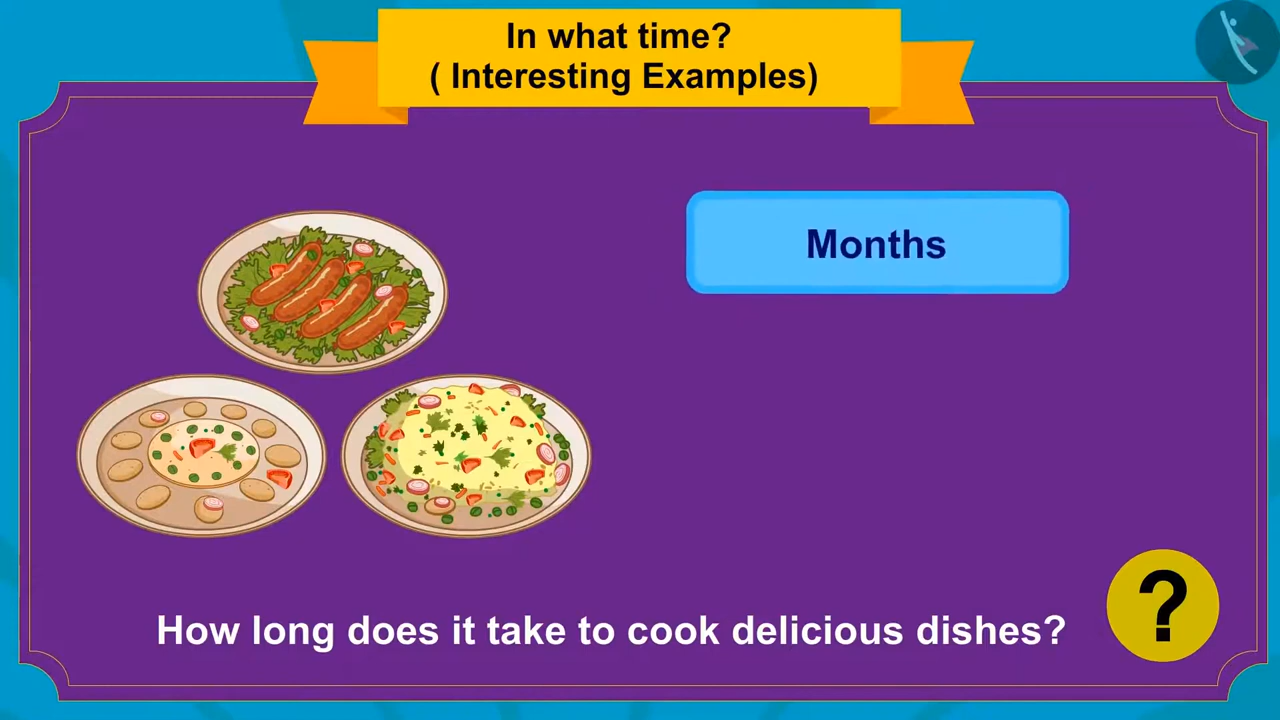 In what time?
( Interesting Examples)
Months
How long does it take to cook delicious dishes?
?